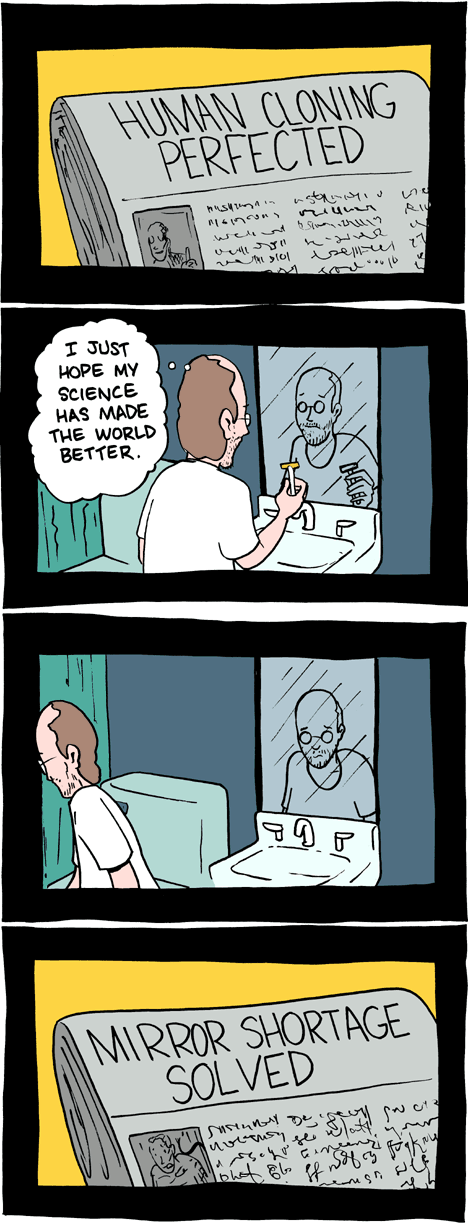 HUMAN CLONING
PERFECTED
I JUST
HOPE MY
SCIENCE
HAS MADE
THE WORLD
BETTER.
MIRROR SHORTAGE
SOLVED